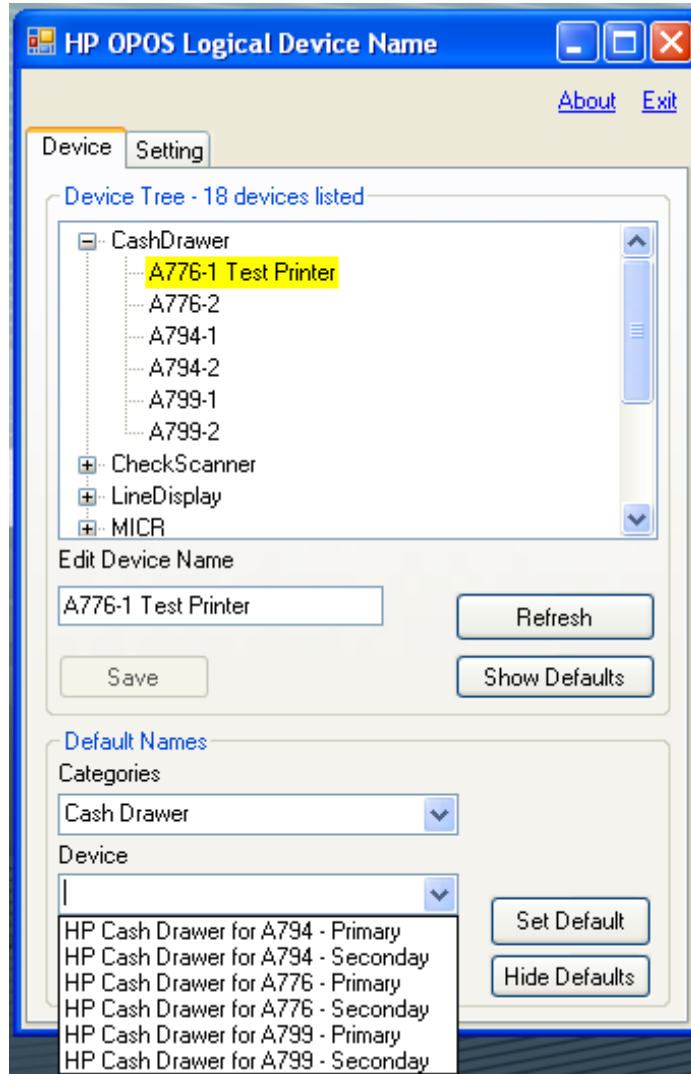 HP OPOS Logical Device Name
About Exit
Device Setting
Device Tree - 18 devices listed
CashDrawer
A776-1 Test Printer
A776-2
A794-1
A794-2
A799-1
A799-2
CheckScanner
LineDisplay
MICR
Edit Device Name
A776-1 Test Printer
Refresh
Save
Show Defaults
Default Names
Categories
Cash Drawer
Device
HP Cash Drawer for A794 - Primary
HP Cash Drawer for A794 - Seconday
HP Cash Drawer for A776 - Primary
HP Cash Drawer for A776 - Seconday
HP Cash Drawer for A799 - Primary
HP Cash Drawer for A799 - Seconday
Set Default
Hide Defaults